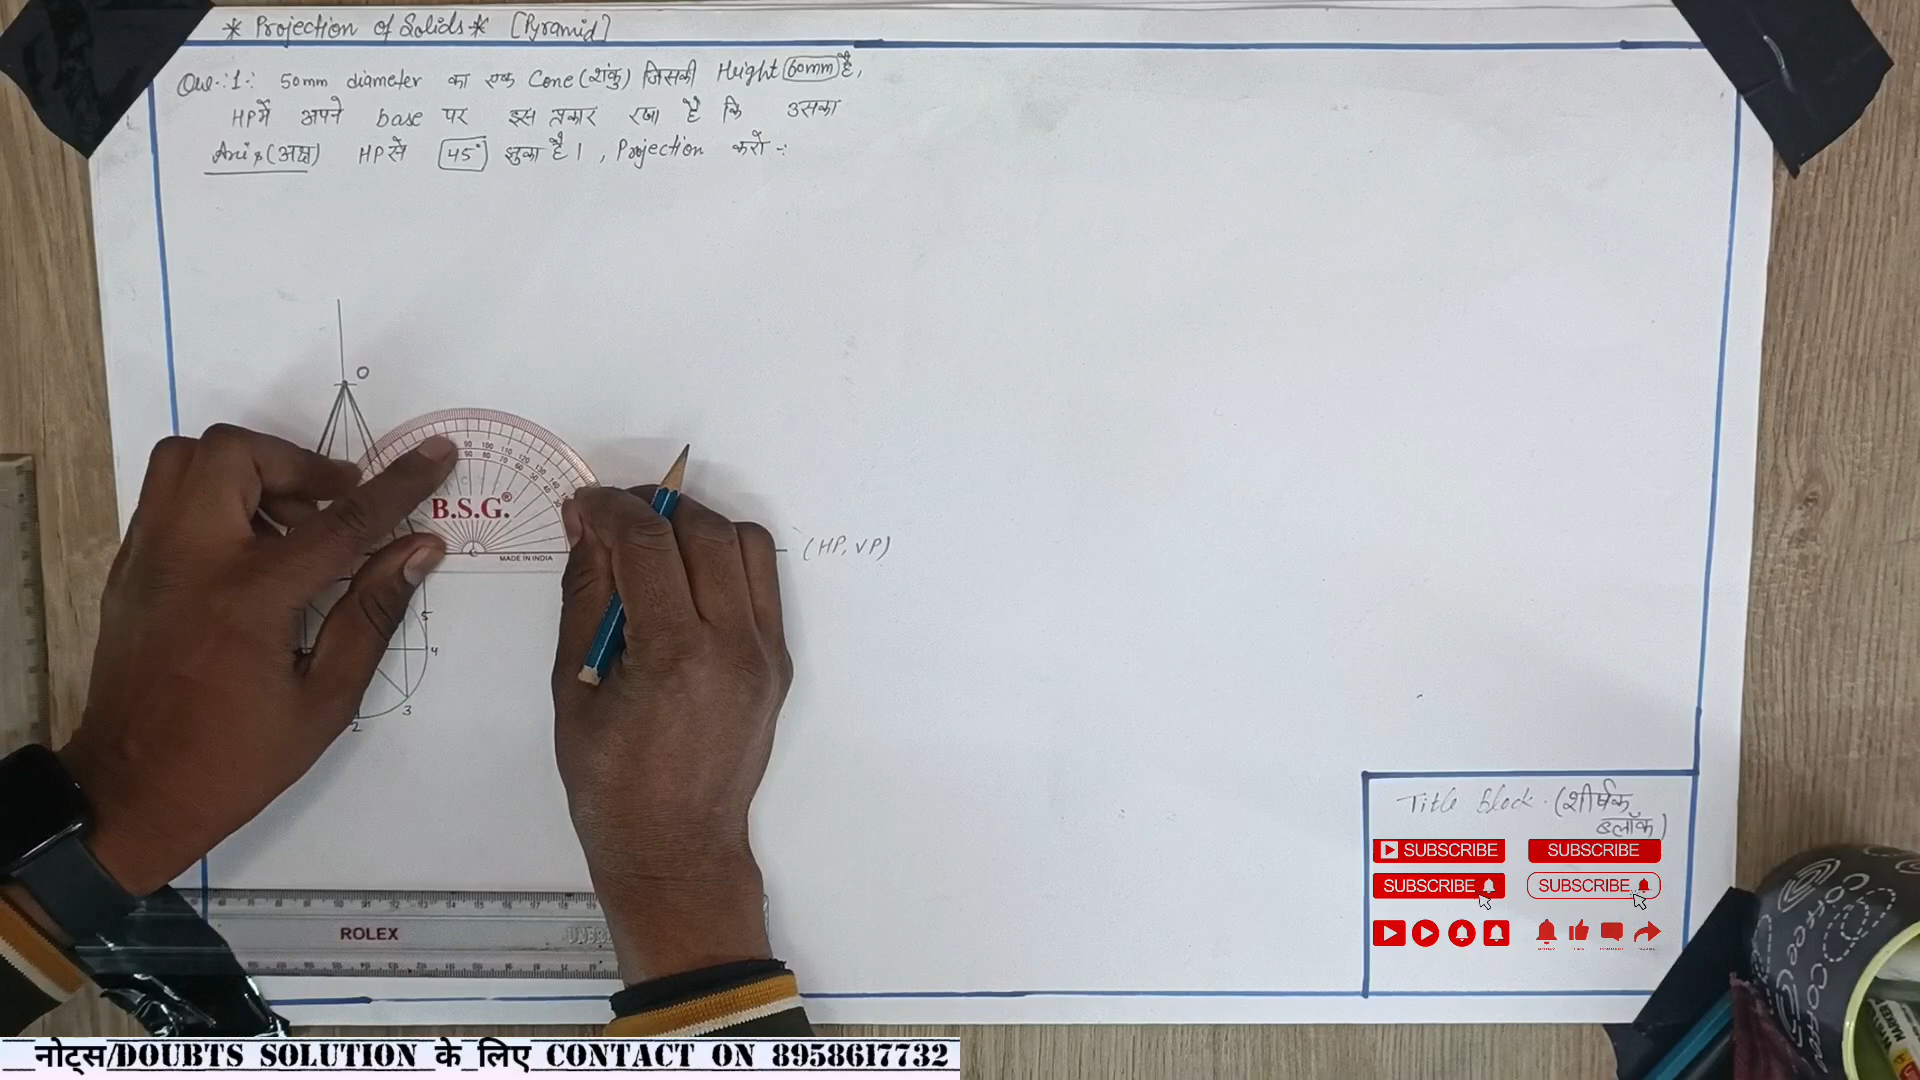 * Projection of Solids * [Pyramid]
Que.:1: 50mm diameter का एक Cone (शंकु) जिसकी Height 60mm है,
HP में अपने base पर इस प्रकार रखा है कि उसका
Axis (अक्ष) HP से 45° झुका है। , Projection करो -:
O
B.S.G.®
MADE IN INDIA
(HP, VP)
5
4
3
2
Title Block. (शीर्षक
ब्लॉक)
SUBSCRIBE SUBSCRIBE
SUBSCRIBE SUBSCRIBE
ROLEX
नोट्स/DOUBTS SOLUTION के लिए CONTACT ON 8958617732